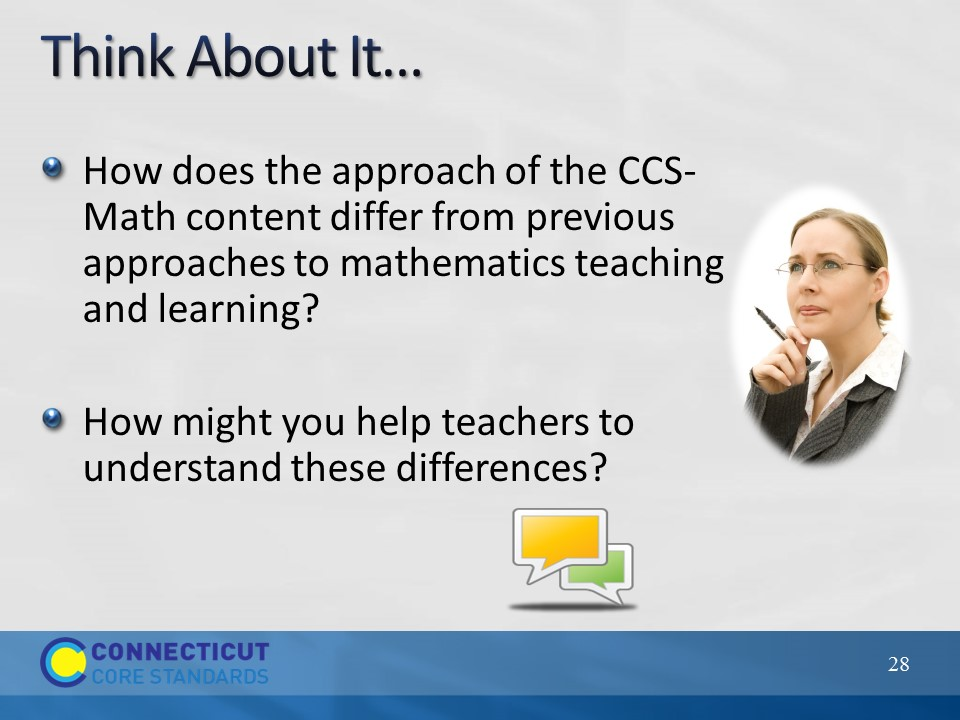 Think About It…
How does the approach of the CCS-
Math content differ from previous
approaches to mathematics teaching
and learning?
How might you help teachers to
understand these differences?
CONNECTICUT
CORE STANDARDS
28